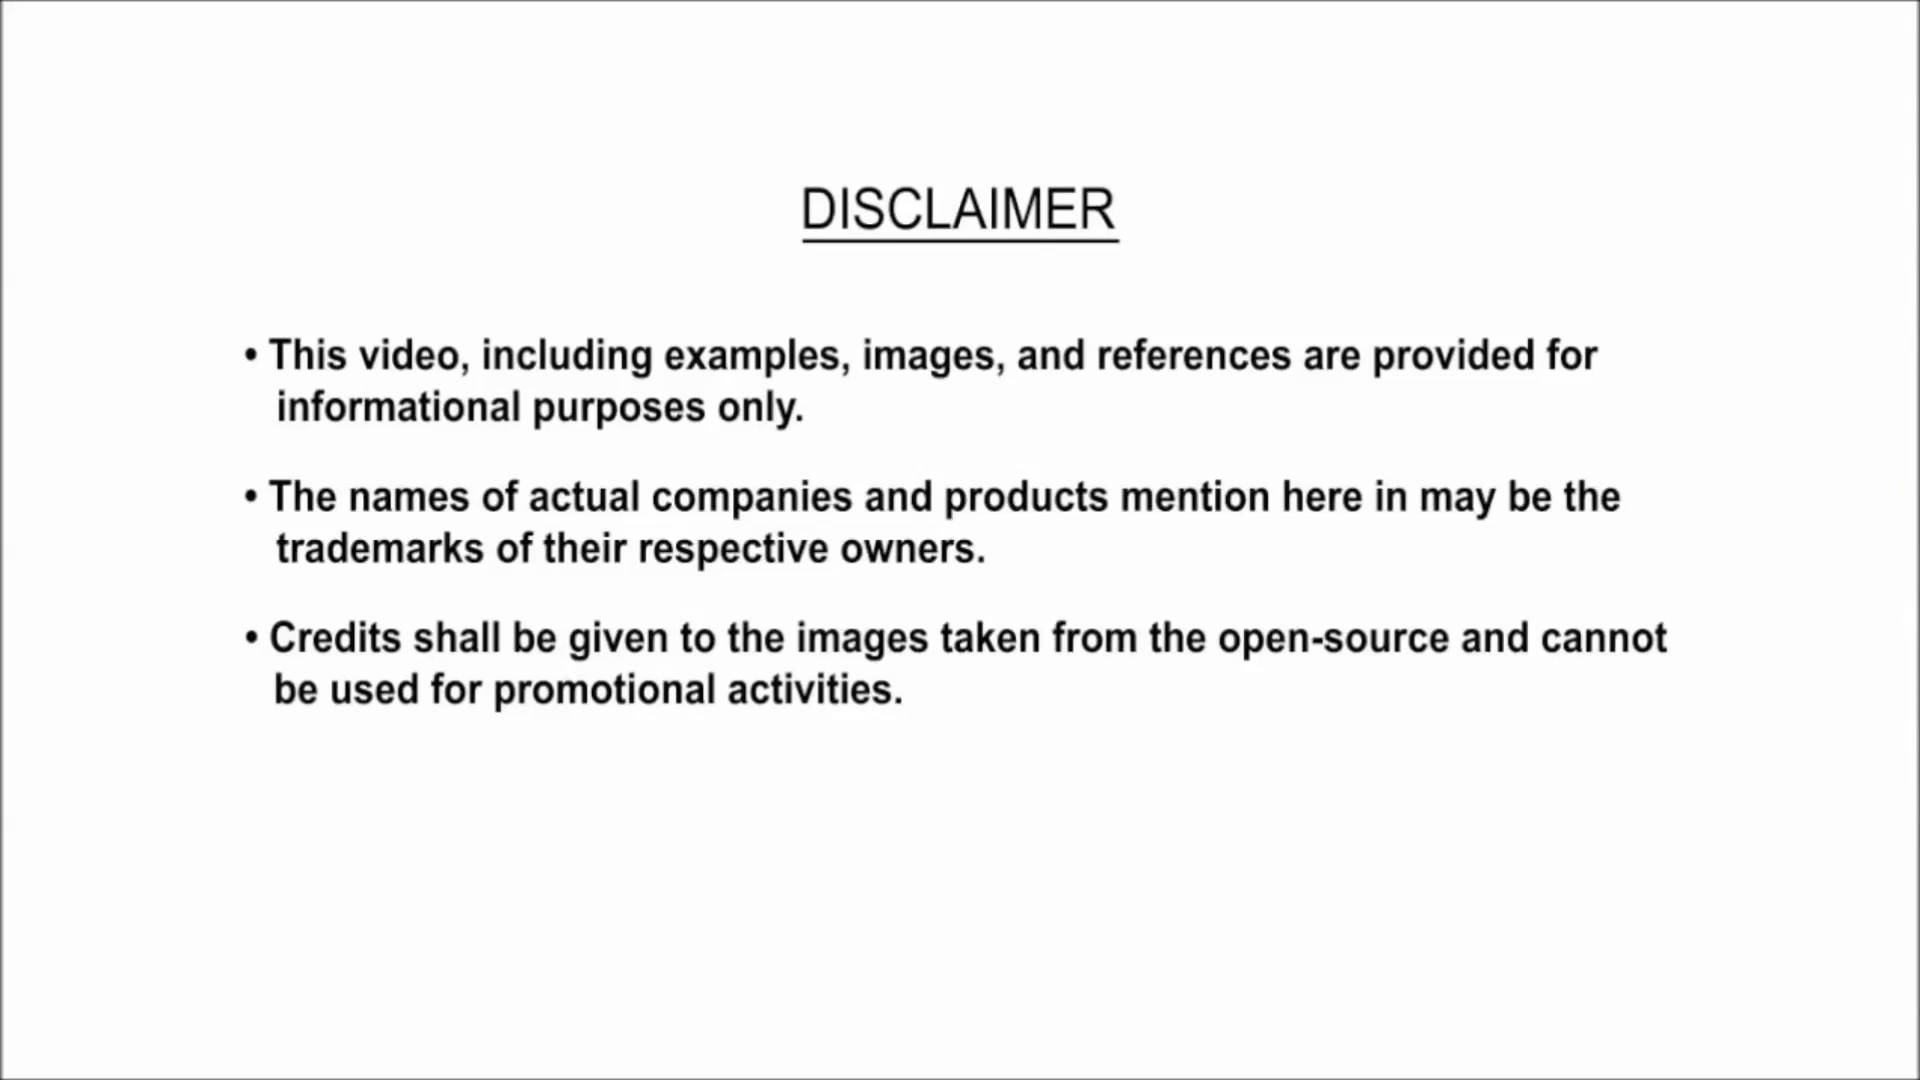 DISCLAIMER
• This video, including examples, images, and references are provided for
informational purposes only.
• The names of actual companies and products mention here in may be the
trademarks of their respective owners.
• Credits shall be given to the images taken from the open-source and cannot
be used for promotional activities.